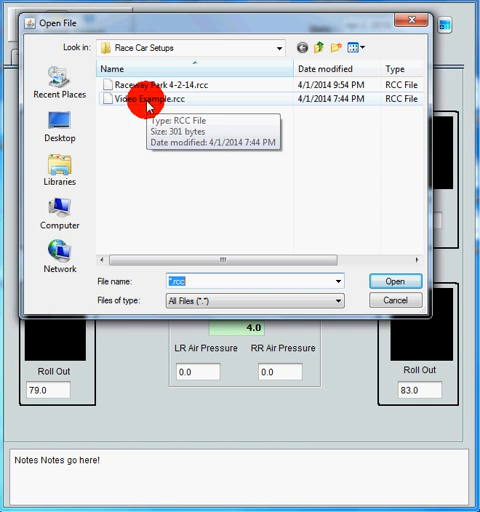 Open File
Look in:
Race Car Setups
Name
Date modified
Type
Raceway Park 4-2-14.rcc
4/1/2014 9:54 PM
RCC File
Video Example.rcc
4/1/2014 7:44 PM
RCC File
Type: RCC File
Size: 301 bytes
Date modified: 4/1/2014 7:44 PM
Recent Places
Desktop
Libraries
Computer
Network
File name:
*.rcc
Open
Files of type:
All Files (*.*)
Cancel
4.0
LR Air Pressure
RR Air Pressure
0.0
0.0
Roll Out
79.0
Roll Out
83.0
Notes Notes go here!